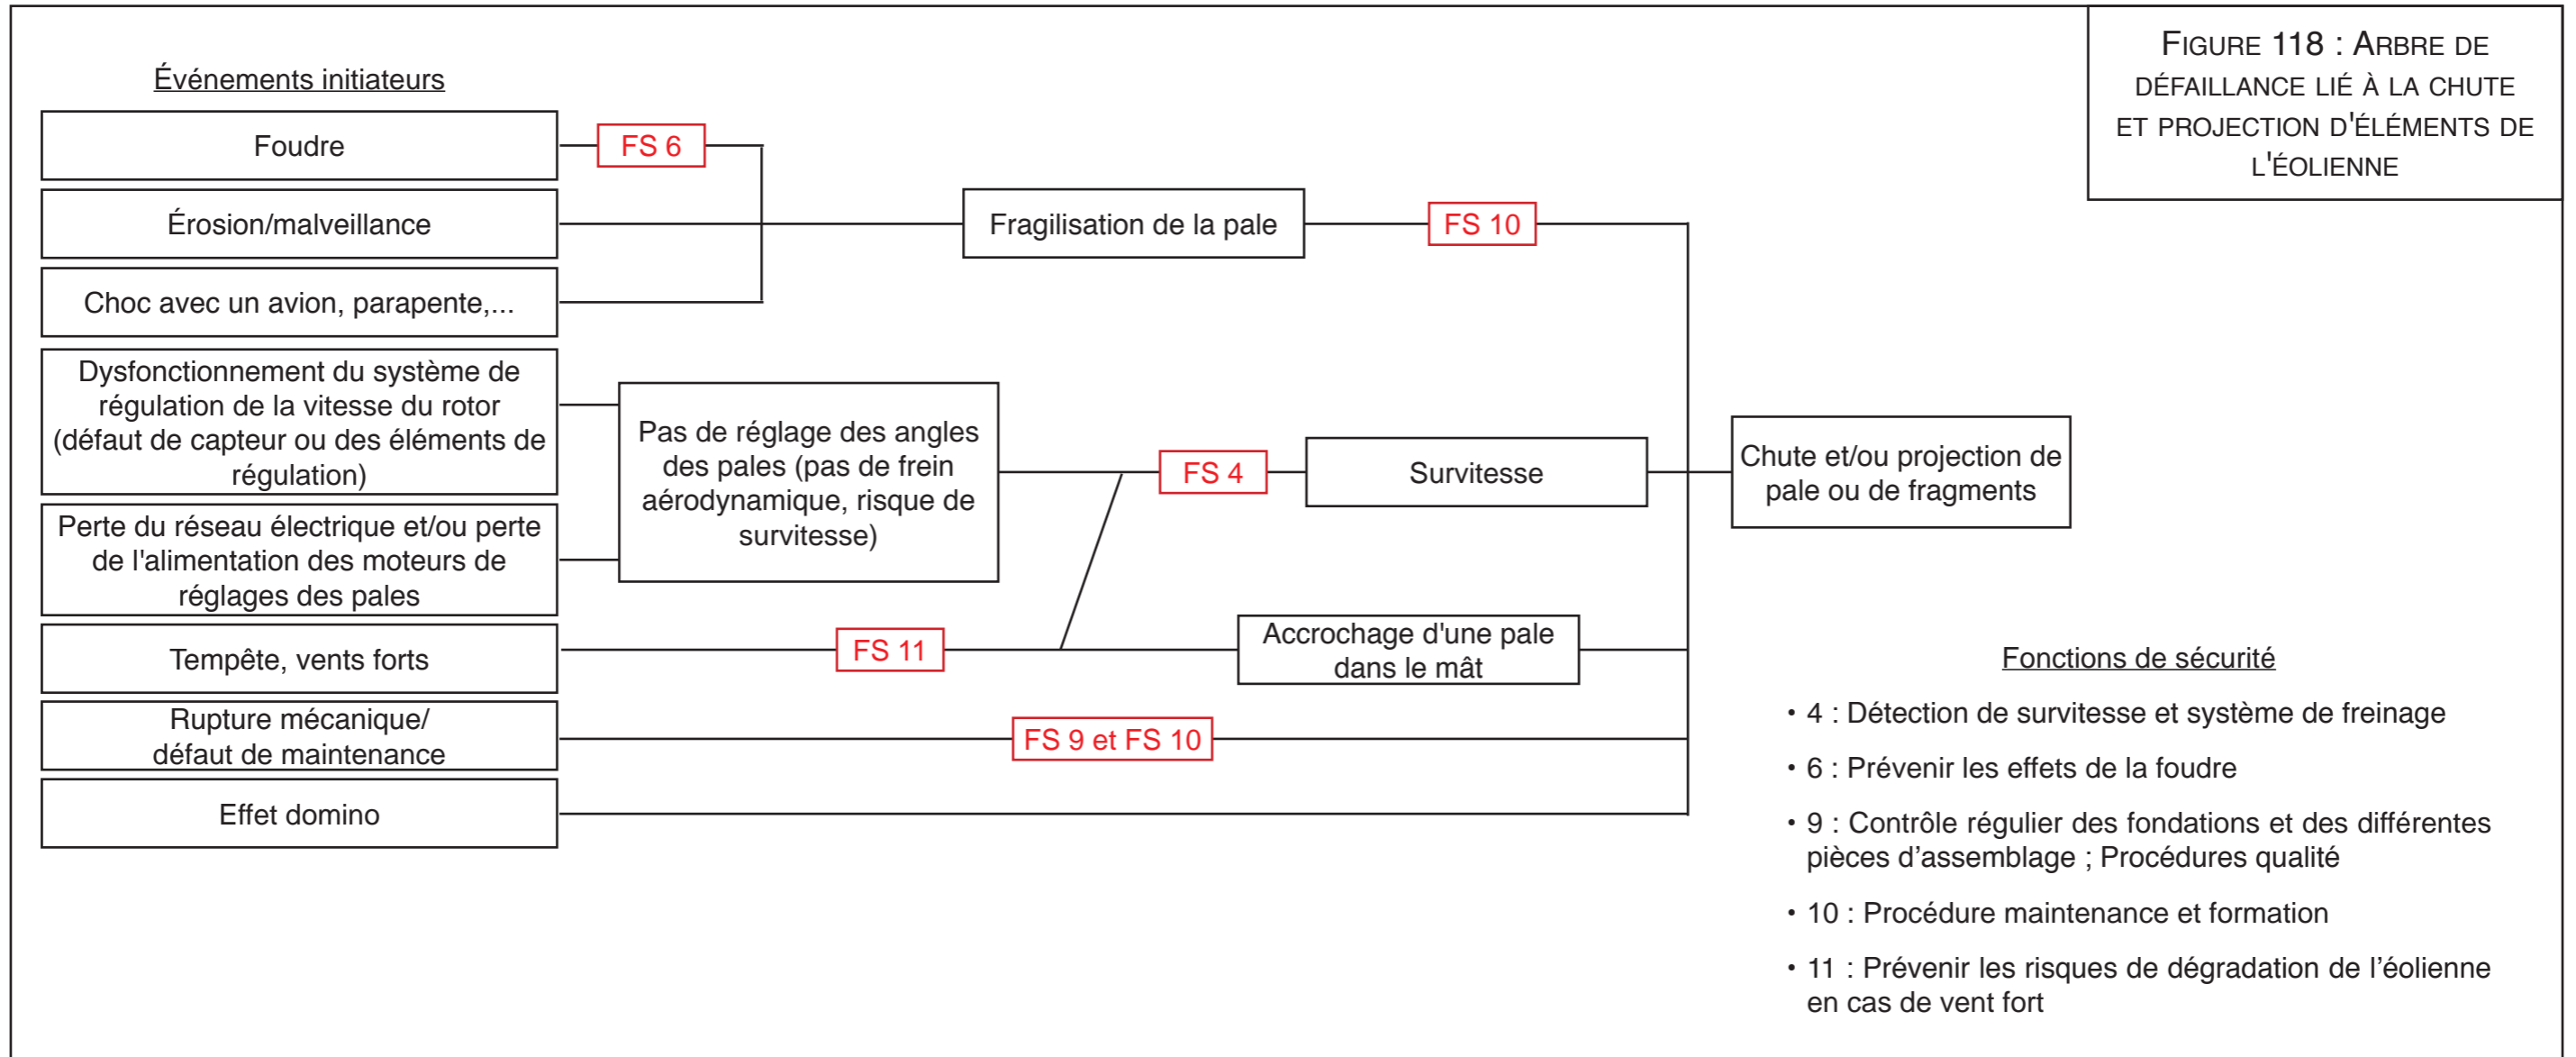 FIGURE 118 : ARBRE DE
DÉFAILLANCE LIÉ À LA CHUTE
ET PROJECTION D'ÉLÉMENTS DE
L'ÉOLIENNE
Événements initiateurs
Foudre
FS 6
Érosion/malveillance
Fragilisation de la pale
FS 10
Choc avec un avion, parapente,...
Dysfonctionnement du système de
régulation de la vitesse du rotor
(défaut de capteur ou des éléments de
régulation)
Pas de réglage des angles
des pales (pas de frein
aérodynamique, risque de
survitesse)
FS 4
Survitesse
Chute et/ou projection de
pale ou de fragments
Perte du réseau électrique et/ou perte
de l'alimentation des moteurs de
réglages des pales
Tempête, vents forts
FS 11
Accrochage d'une pale
dans le mât
Rupture mécanique/
défaut de maintenance
FS 9 et FS 10
Effet domino
Fonctions de sécurité
• 4 : Détection de survitesse et système de freinage
• 6 : Prévenir les effets de la foudre
• 9 : Contrôle régulier des fondations et des différentes
pièces d’assemblage ; Procédures qualité
• 10 : Procédure maintenance et formation
• 11 : Prévenir les risques de dégradation de l’éolienne
en cas de vent fort